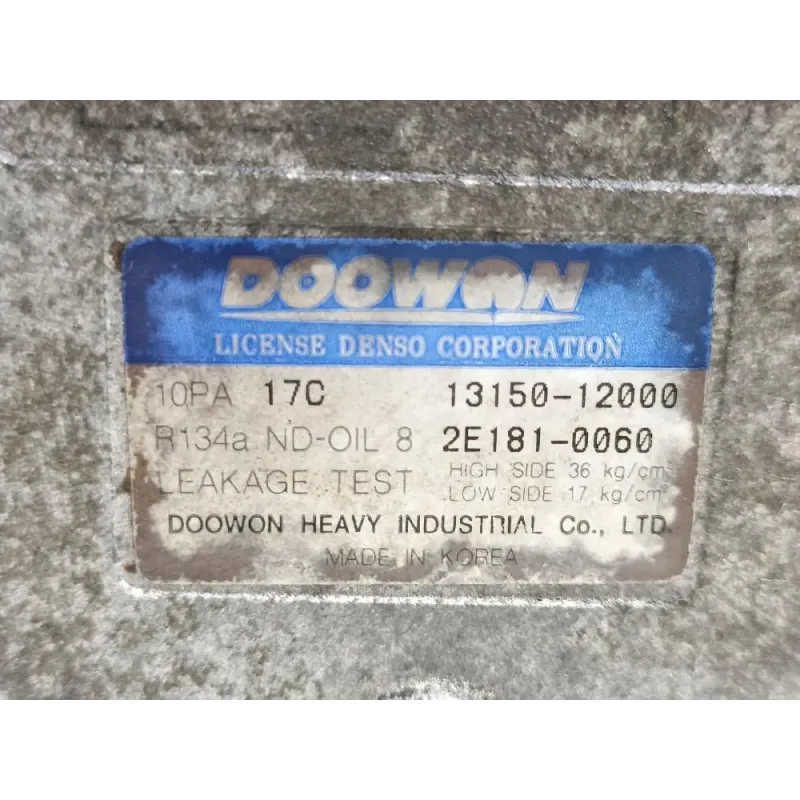 DOOWON
LICENSE DENSO CORPORATION
10PA 17C 13150-12000
R134a ND-OIL 8 2E181-0060
LEAKAGE TEST HIGH SIDE 36 kg/cm
LOW SIDE 17 kg/cm
DOOWON HEAVY INDUSTRIAL Co., LTD.
MADE IN KOREA